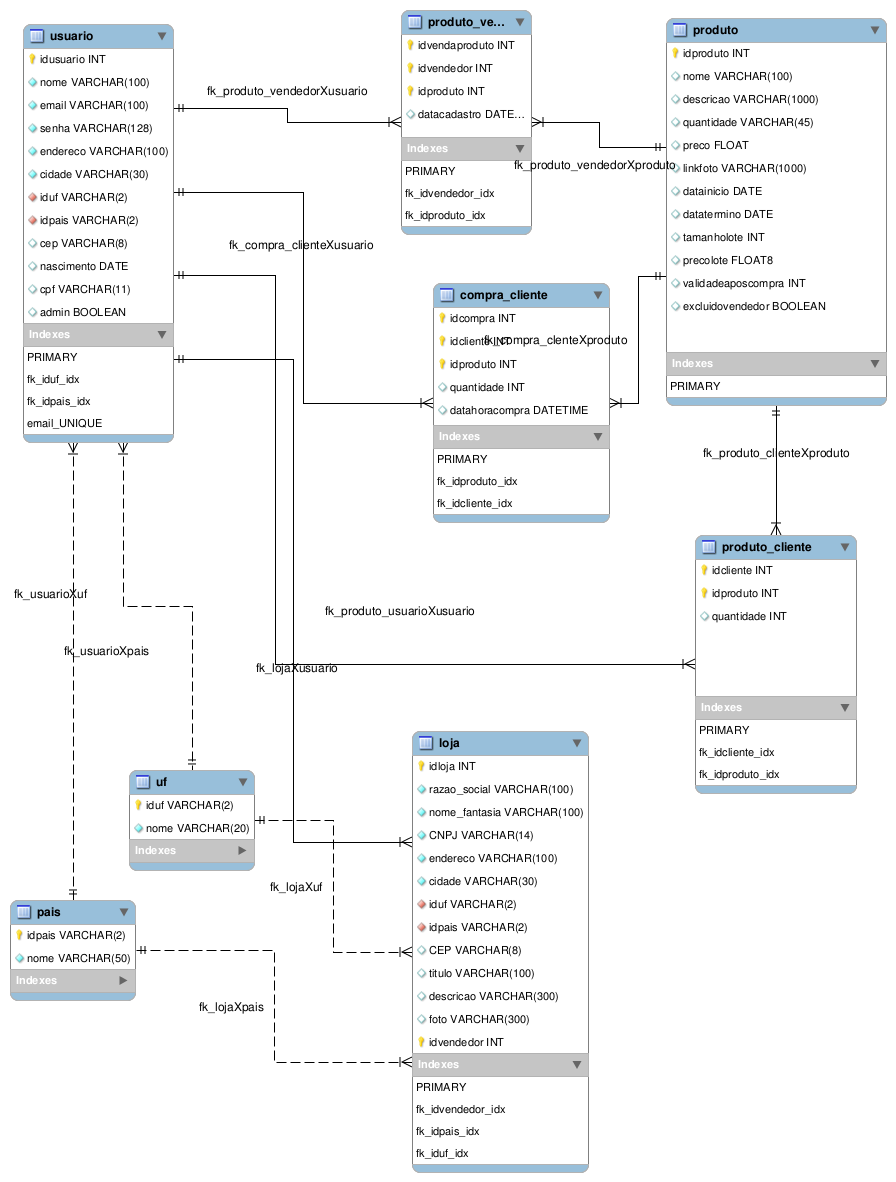 usuario
idusuario INT
nome VARCHAR(100)
email VARCHAR(100)
senha VARCHAR(128)
endereco VARCHAR(100)
cidade VARCHAR(30)
iduf VARCHAR(2)
idpais VARCHAR(2)
cep VARCHAR(8)
nascimento DATE
cpf VARCHAR(11)
admin BOOLEAN
Indexes
PRIMARY
fk_iduf_idx
fk_idpais_idx
email_UNIQUE
fk_produto_vendedorXusuario
produto_ve...
idvendaproduto INT
idvendedor INT
idproduto INT
datacadastro DATE...
Indexes
PRIMARY
fk_idvendedor_idx
fk_idproduto_idx
fk_produto_vendedorXproduto
produto
idproduto INT
nome VARCHAR(100)
descricao VARCHAR(1000)
quantidade VARCHAR(45)
preco FLOAT
linkfoto VARCHAR(1000)
datainicio DATE
datatermino DATE
tamanholote INT
precolote FLOAT8
validadeaposcompra INT
excluidovendedor BOOLEAN
Indexes
PRIMARY
fk_compra_clienteXusuario
compra_cliente
idcompra INT
idcliente INT
fk_compra_clenteXproduto
idproduto INT
quantidade INT
datahoracompra DATETIME
Indexes
PRIMARY
fk_idproduto_idx
fk_idcliente_idx
fk_produto_clienteXproduto
produto_cliente
idcliente INT
idproduto INT
quantidade INT
Indexes
PRIMARY
fk_idcliente_idx
fk_idproduto_idx
fk_usuarioXuf
fk_usuarioXpais
fk_produto_usuarioXusuario
fk_lojaXusuario
uf
iduf VARCHAR(2)
nome VARCHAR(20)
Indexes
fk_lojaXuf
pais
idpais VARCHAR(2)
nome VARCHAR(50)
Indexes
fk_lojaXpais
loja
idloja INT
razao_social VARCHAR(100)
nome_fantasia VARCHAR(100)
CNPJ VARCHAR(14)
endereco VARCHAR(100)
cidade VARCHAR(30)
iduf VARCHAR(2)
idpais VARCHAR(2)
CEP VARCHAR(8)
titulo VARCHAR(100)
descricao VARCHAR(300)
foto VARCHAR(300)
idvendedor INT
Indexes
PRIMARY
fk_idvendedor_idx
fk_idpais_idx
fk_iduf_idx